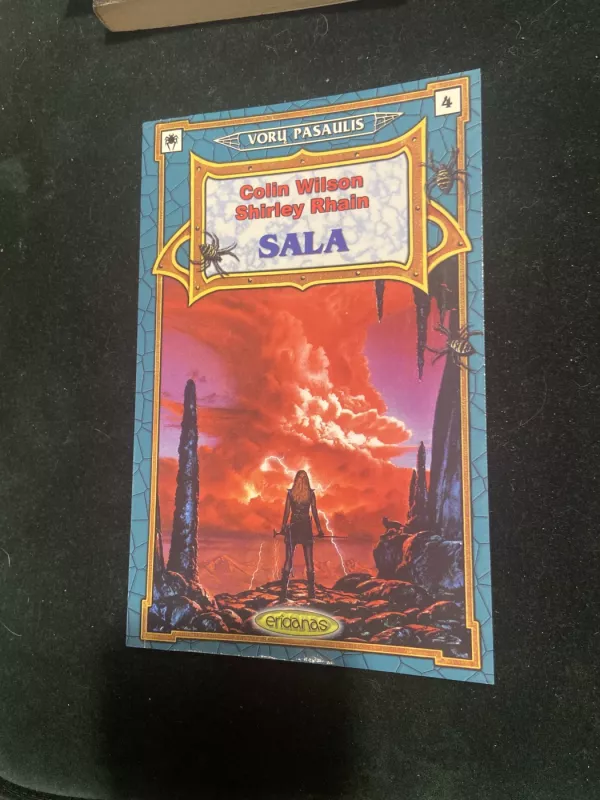 4
VORŲ PASAULIS
Colin Wilson
Shirley Rhain
SALA
eridanas